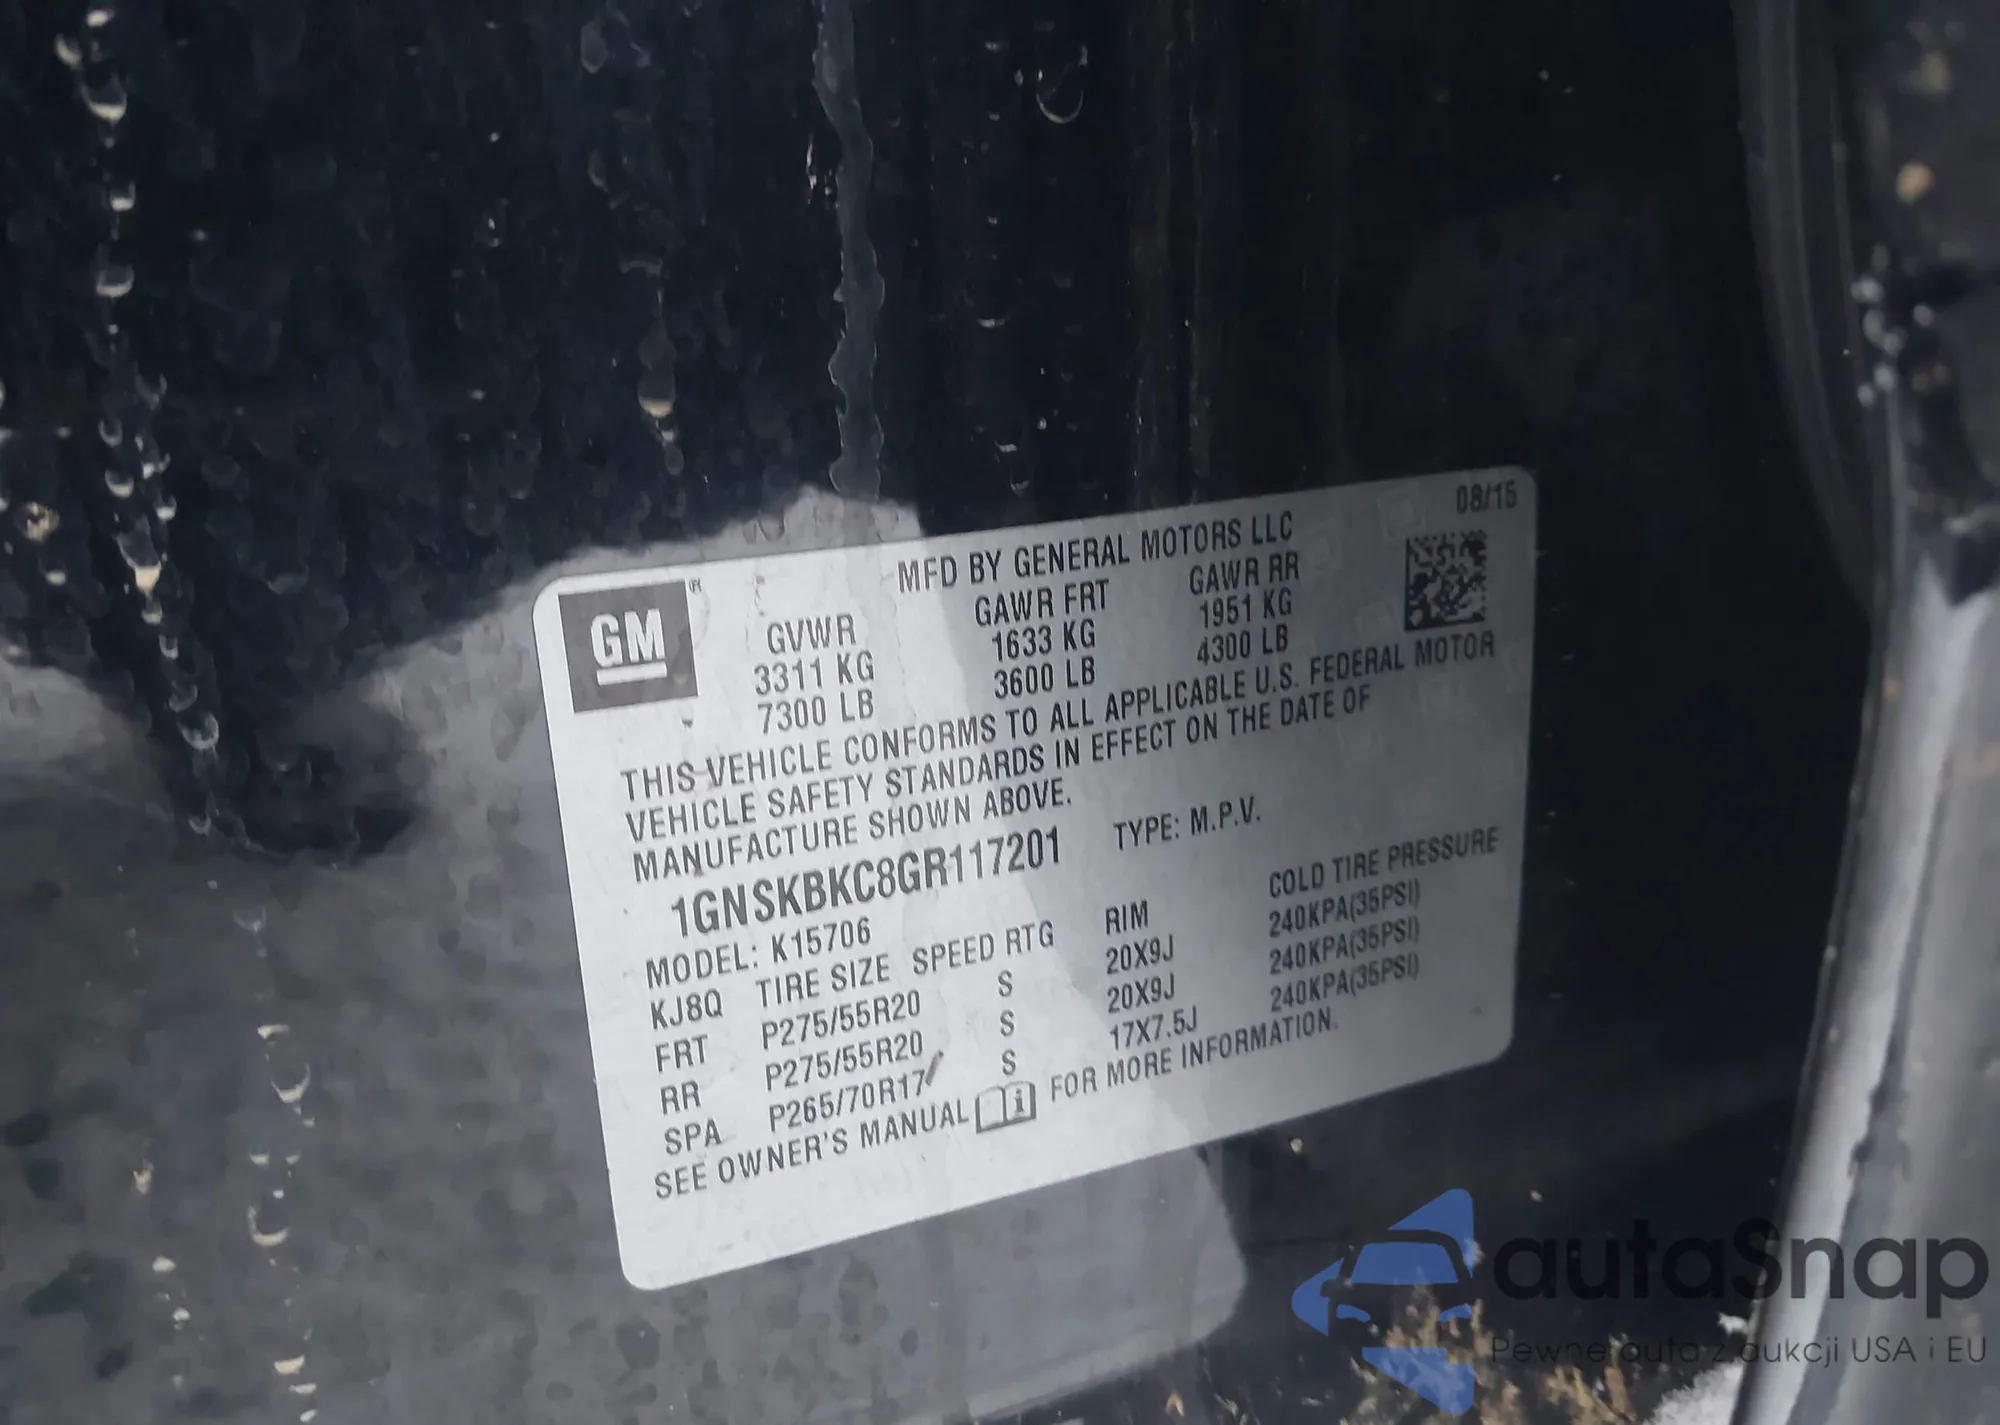 08/15
MFD BY GENERAL MOTORS LLC
GM ®
GVWR GAWR FRT GAWR RR
3311 KG 1633 KG 1951 KG
7300 LB 3600 LB 4300 LB
THIS VEHICLE CONFORMS TO ALL APPLICABLE U.S. FEDERAL MOTOR
VEHICLE SAFETY STANDARDS IN EFFECT ON THE DATE OF
MANUFACTURE SHOWN ABOVE.
1GNSKBKC8GR117201 TYPE: M.P.V.
MODEL: K15706
KJ8Q TIRE SIZE SPEED RTG RIM COLD TIRE PRESSURE
FRT P275/55R20 S 20X9J 240KPA(35PSI)
RR P275/55R20 S 20X9J 240KPA(35PSI)
SPA P265/70R17 S 17X7.5J 240KPA(35PSI)
SEE OWNER'S MANUAL FOR MORE INFORMATION.
autaSnap
Pewne auta z aukcji USA i EU